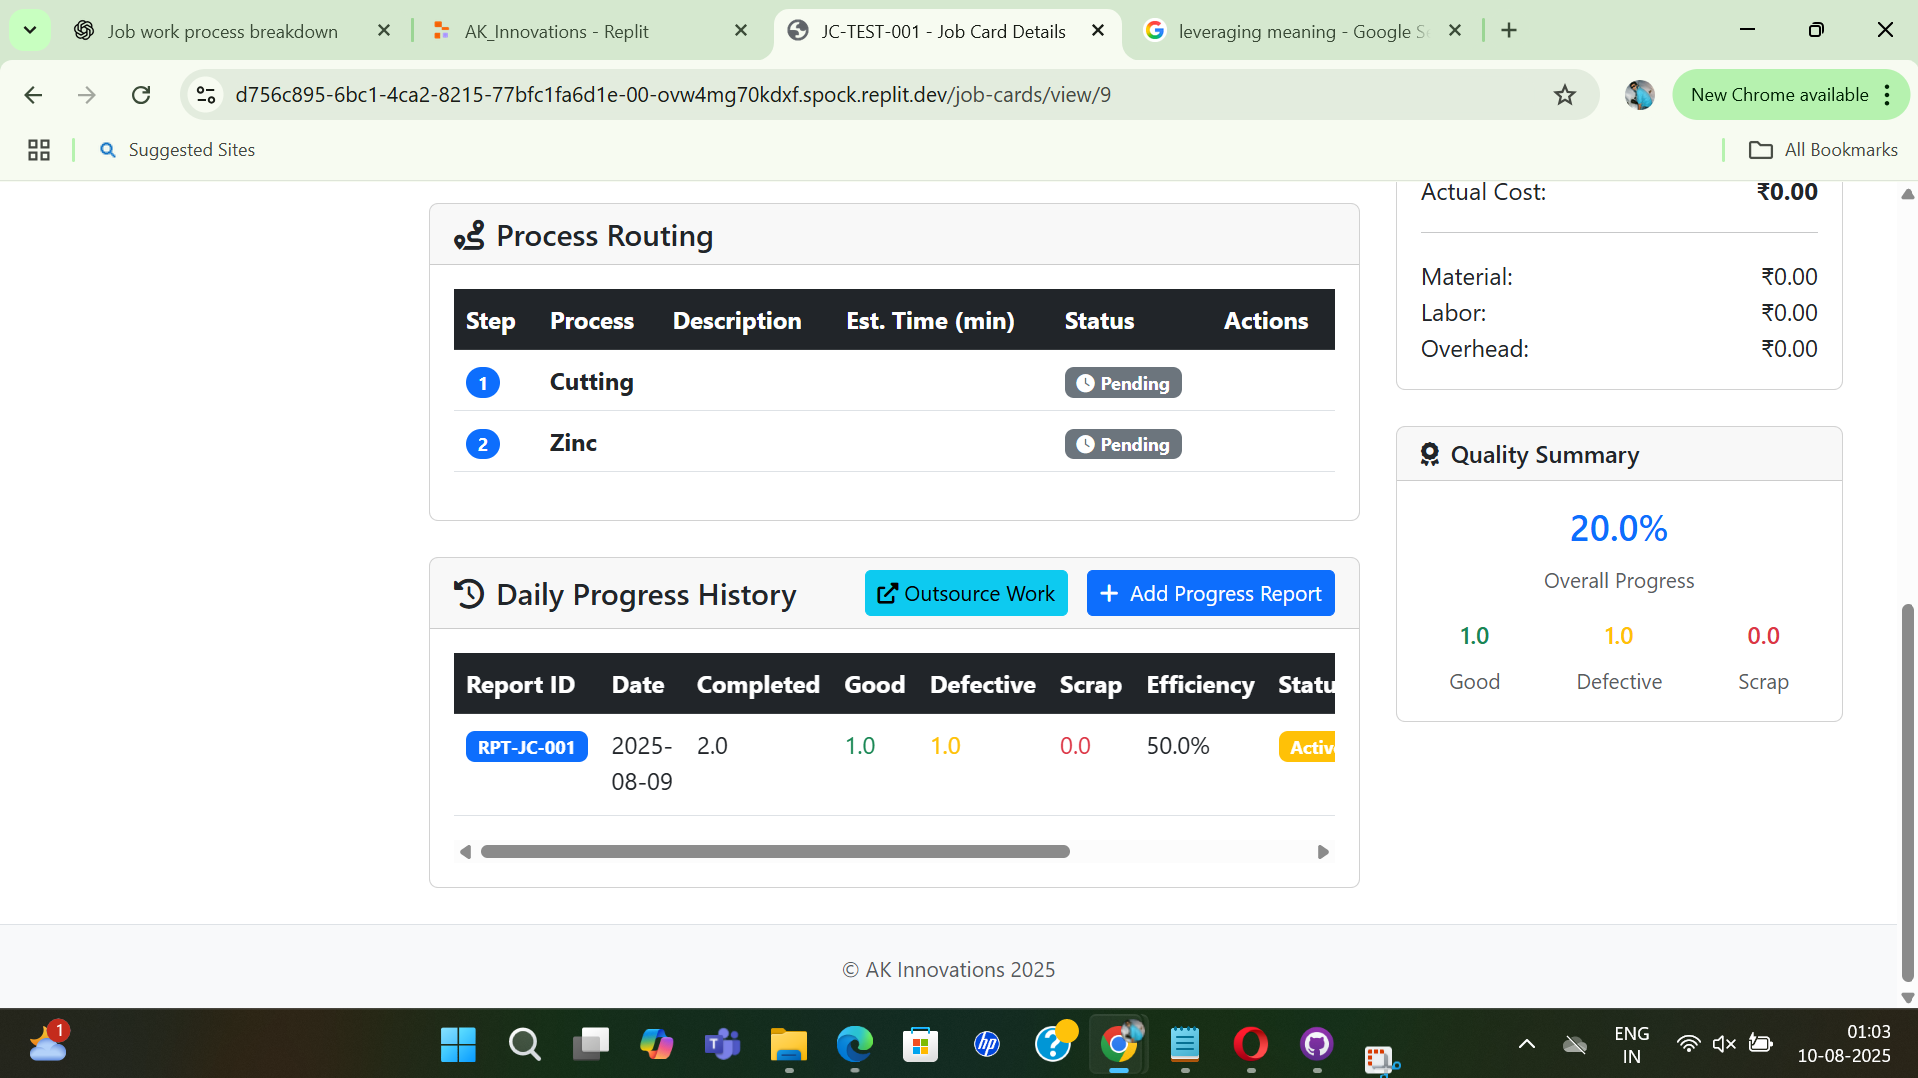 Job work process breakdown
AK_Innovations - Replit
JC-TEST-001 - Job Card Details
leveraging meaning - Google S
d756c895-6bc1-4ca2-8215-77bfc1fa6d1e-00-ovw4mg70kdxf.spock.replit.dev/job-cards/view/9
New Chrome available
Suggested Sites
All Bookmarks
Actual Cost: ₹0.00
Material: ₹0.00
Labor: ₹0.00
Overhead: ₹0.00
Process Routing
Step Process Description Est. Time (min) Status Actions
1 Cutting Pending
2 Zinc Pending
Quality Summary
20.0%
Overall Progress
1.0 1.0 0.0
Good Defective Scrap
Daily Progress History Outsource Work + Add Progress Report
Report ID Date Completed Good Defective Scrap Efficiency Statu
RPT-JC-001 2025- 2.0 1.0 1.0 0.0 50.0% Active
08-09
© AK Innovations 2025
1
hp
?
ENG
IN
01:03
10-08-2025